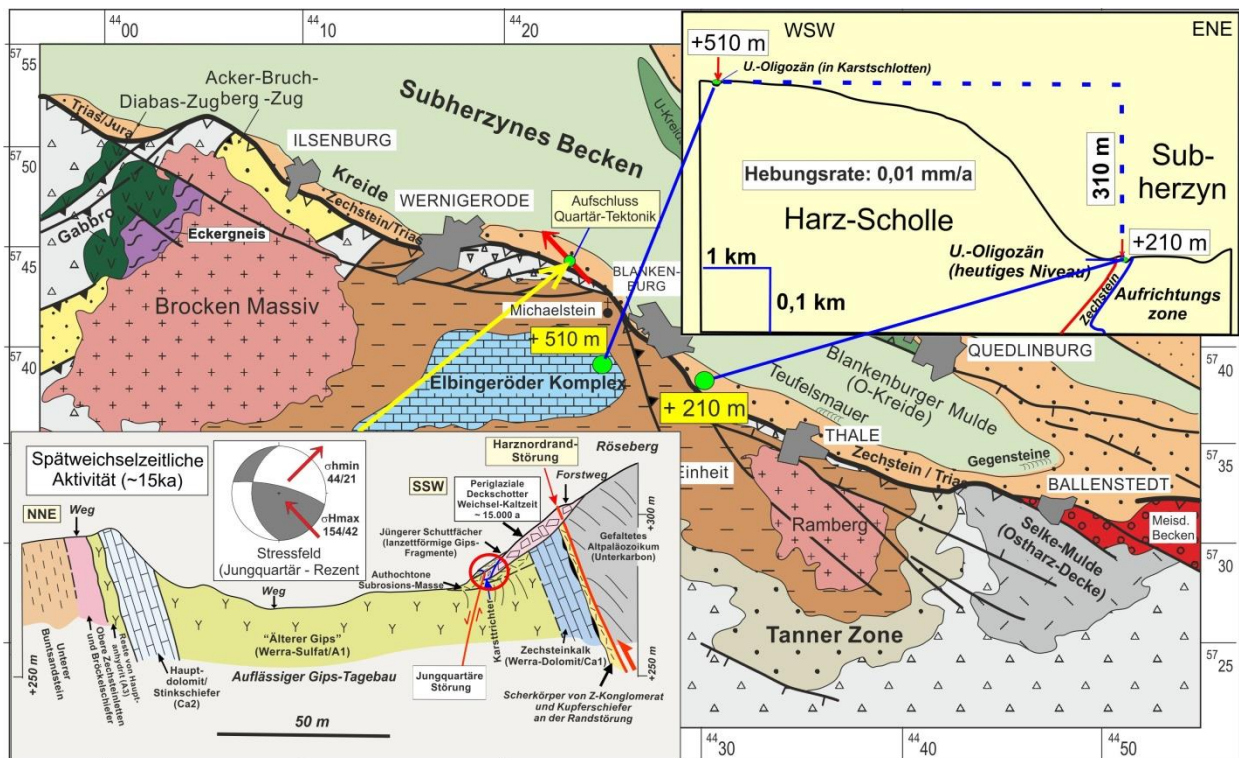 44 00
44 20
57 55
57 50
57 45
57 40
Acker-Bruch-
berg -Zug
Diabas-Zug
Trias/Jura
ILSENBURG
Subherzynes Becken
U-Kreide
Kreide
Zechstein/Trias
WERNIGERODE
Aufschluss
Quartär-Tektonik
Gabbro
Eckergneis
BLANKEN-
BURG
Brocken Massiv
Michaelstein
+ 510 m
Elbingeröder Komplex
+ 210 m
WSW
ENE
+510 m
U.-Oligozän (in Karstschlotten)
Hebungsrate: 0,01 mm/a
310 m
Sub-
herzyn
Harz-Scholle
+210 m
U.-Oligozän
(heutiges Niveau)
1 km
0,1 km
Zechstein
Aufrichtungs
zone
QUEDLINBURG
Blankenburger Mulde
(O-Kreide)
Teufelsmauer
57 40
THALE
Gegensteine
Zechstein / Trias
57 35
BALLENSTEDT
Einheit
Ramberg
Selke-Mulde
(Ostharz-Decke)
Meisd.
Becken
57 30
Tanner Zone
57 25
44 30
44 40
44 50
Spätweichselzeitliche
Aktivität (~15ka)
σhmin
44/21
σHmax
154/42
Stressfeld
(Jungquartär - Rezent)
NNE
Weg
SSW
Harznordrand-
Störung
Röseberg
Periglaziale
Deckschotter
Weichsel-Kaltzeit
~ 15.000 a
Forstweg
+300 m
Jüngerer Schuttfächer
(lanzettförmige Gips-
Fragmente)
Gefaltetes
Altpaläozoikum
(Unterkarbon)
Authochtone
Subrosions-Masse
Weg
Karsttrichter
"Älterer Gips"
(Werra-Sulfat/A1)
Zechsteinkalk
(Werra-Dolomit/Ca1)
Unterer
Buntsandstein
Obere Zechsteinletten
und Bröckelschiefer
Reste von Haupt-
anhydrit (A3)
Haupt-
dolomit/
Stinkschiefer
(Ca2)
+250 m
Auflässiger Gips-Tagebau
Jungquartäre
Störung
+250 m
Scherkörper von Z-Konglomerat
und Kupferschiefer
an der Randstörung
50 m